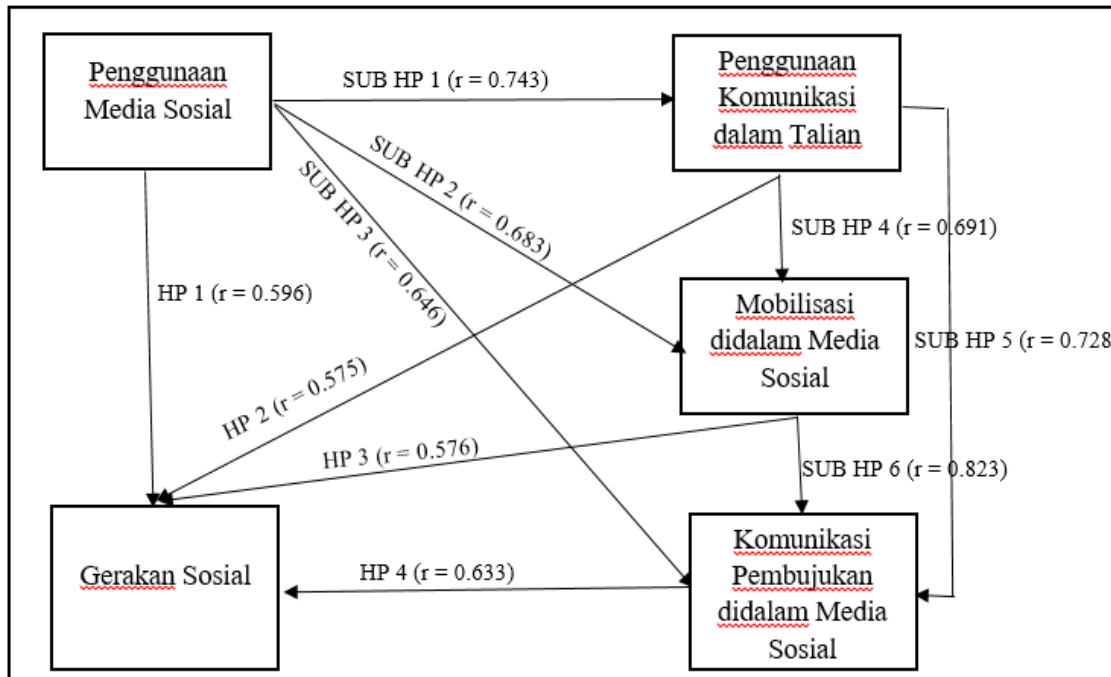 Penggunaan
Media Sosial
SUB HP 1 (r = 0.743)
Penggunaan
Komunikasi
dalam Talian
SUB HP 2 (r = 0.683)
SUB HP 3 (r = 0.646)
SUB HP 4 (r = 0.691)
HP 1 (r = 0.596)
Mobilisasi
didalam Media
Sosial
SUB HP 5 (r = 0.728
HP 2 (r = 0.575)
HP 3 (r = 0.576)
SUB HP 6 (r = 0.823)
Gerakan Sosial
HP 4 (r = 0.633)
Komunikasi
Pembujukan
didalam Media
Sosial